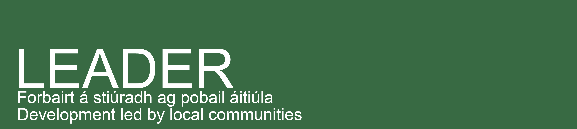 LEADER
Forbairt á stiúradh ag pobail áitiúla
Development led by local communities